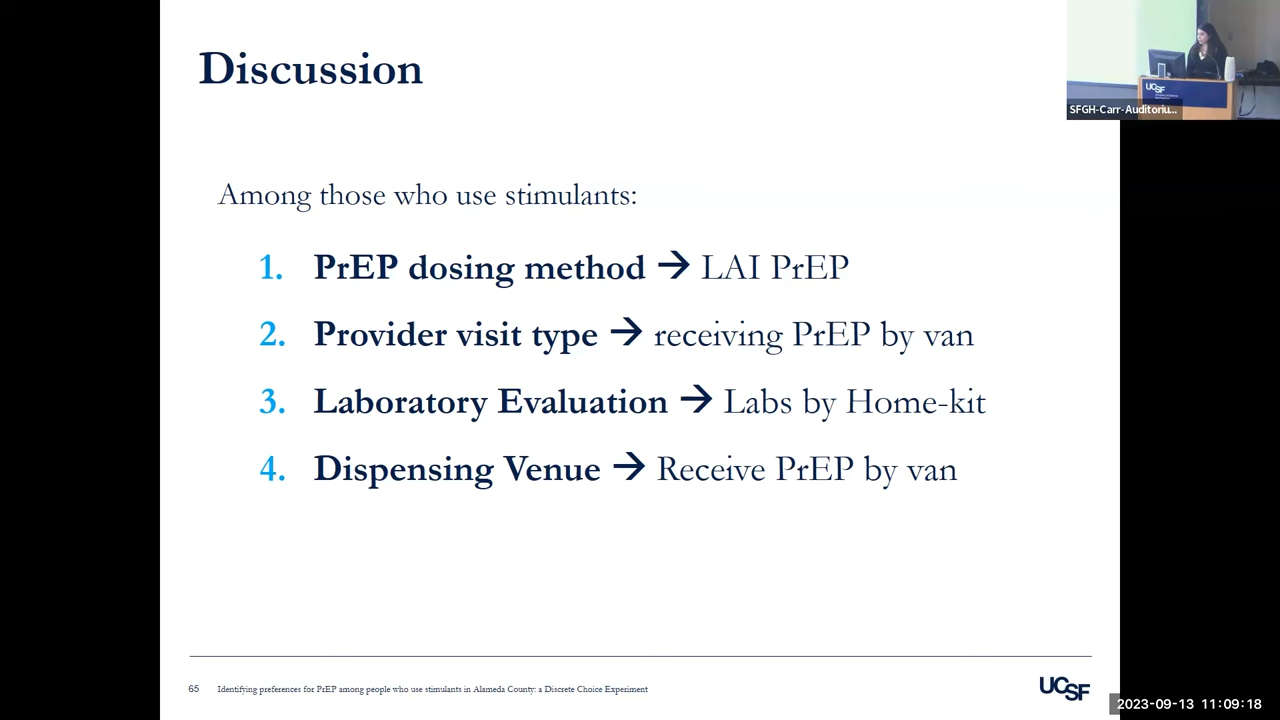 Discussion
UCSF
SFGH-Carr-Auditoriu...
Among those who use stimulants:
1. PrEP dosing method → LAI PrEP
2. Provider visit type → receiving PrEP by van
3. Laboratory Evaluation → Labs by Home-kit
4. Dispensing Venue → Receive PrEP by van
65 Identifying preferences for PrEP among people who use stimulants in Alameda County: a Discrete Choice Experiment
UCSF
2023-09-13 11:09:18